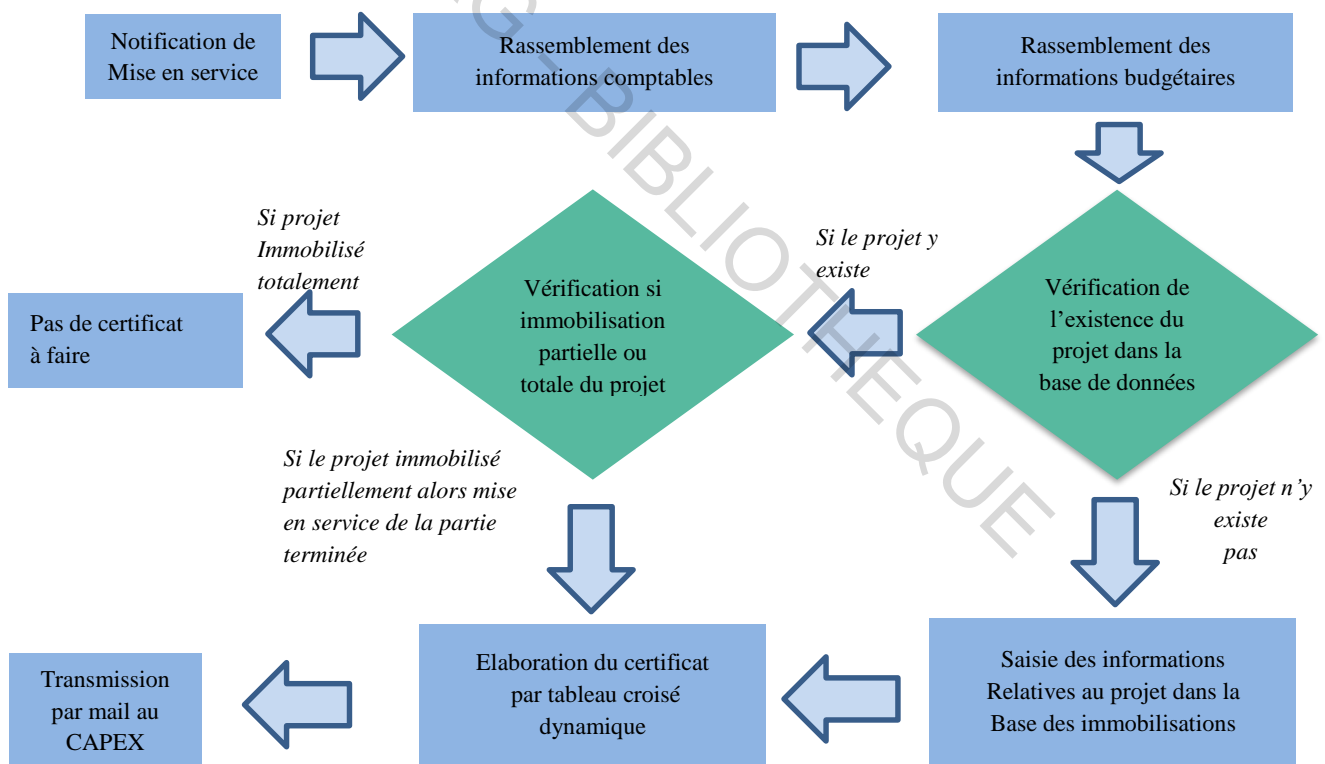 Notification de
Mise en service
Rassemblement des
informations comptables
Rassemblement des
informations budgétaires
Si projet
Immobilisé
totalement
Si le projet y
existe
Pas de certificat
à faire
Vérification si
immobilisation
partielle ou
totale du projet
Vérification de
l’existence du
projet dans la
base de données
Si le projet immobilisé
partiellement alors mise
en service de la partie
terminée
Si le projet n’y
existe
pas
Transmission
par mail au
CAPEX
Elaboration du certificat
par tableau croisé
dynamique
Saisie des informations
Relatives au projet dans la
Base des immobilisations
G - BIBLIOTHEQUE